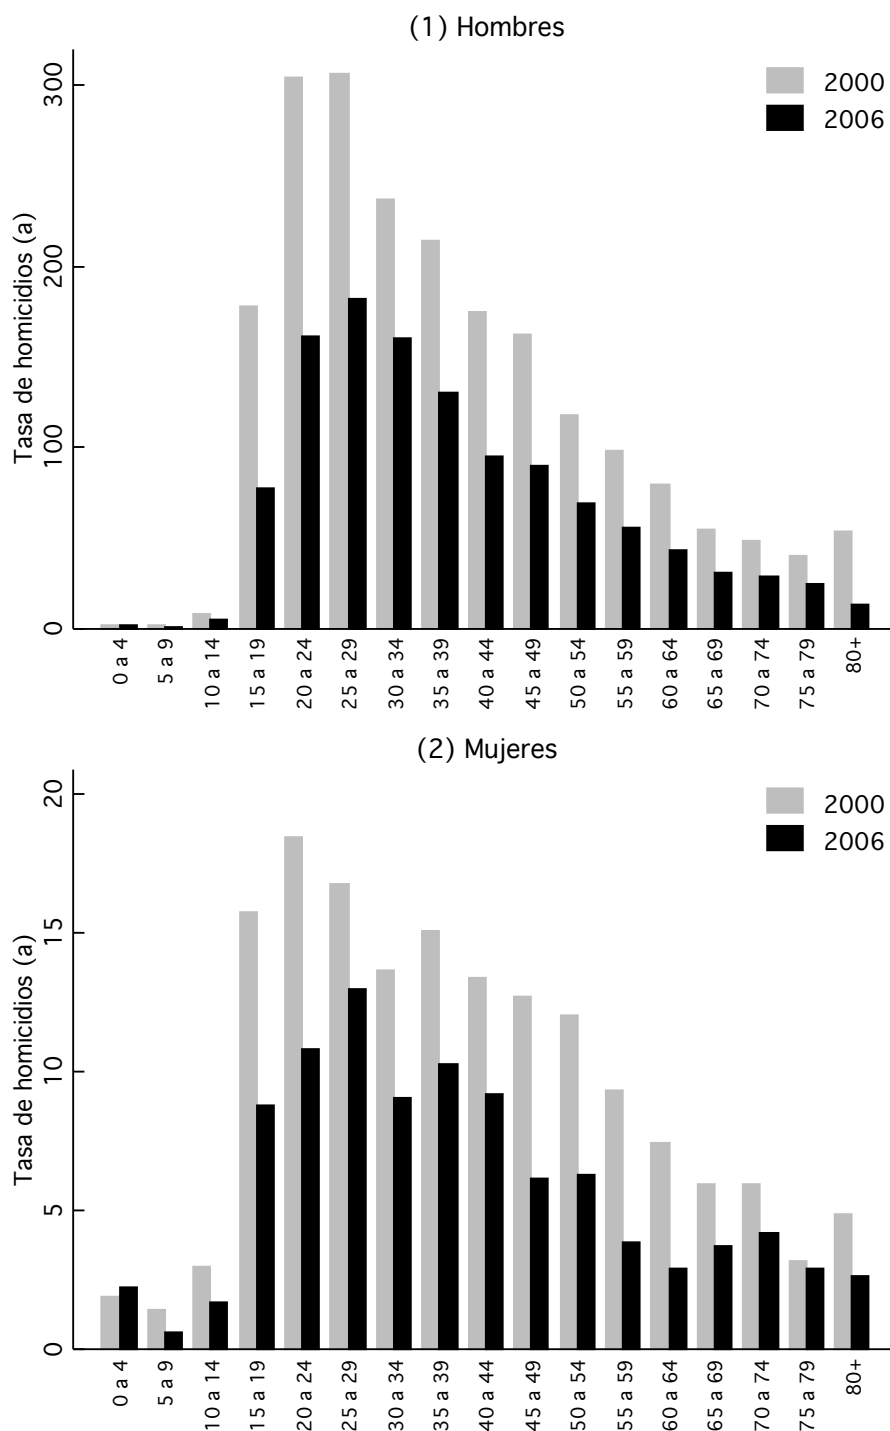 (1) Hombres
2000
2006
Tasa de homicidios (a)
300
200
100
0
0 a 4
5 a 9
10 a 14
15 a 19
20 a 24
25 a 29
30 a 34
35 a 39
40 a 44
45 a 49
50 a 54
55 a 59
60 a 64
65 a 69
70 a 74
75 a 79
80+
(2) Mujeres
2000
2006
Tasa de homicidios (a)
20
15
10
5
0
0 a 4
5 a 9
10 a 14
15 a 19
20 a 24
25 a 29
30 a 34
35 a 39
40 a 44
45 a 49
50 a 54
55 a 59
60 a 64
65 a 69
70 a 74
75 a 79
80+